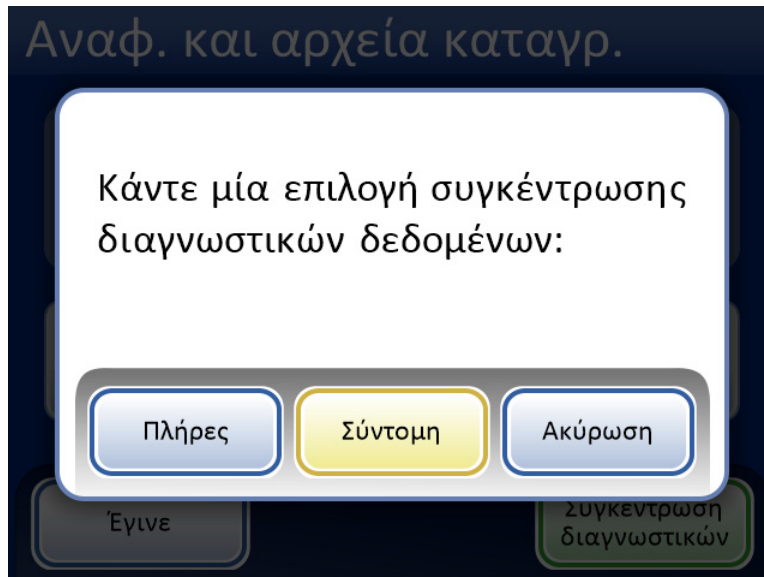 Αναφ. και αρχεία καταγρ.
Κάντε μία επιλογή συγκέντρωσης
διαγνωστικών δεδομένων:
Πλήρες
Σύντομη
Ακύρωση
Έγινε
Συγκέντρωση
διαγνωστικών